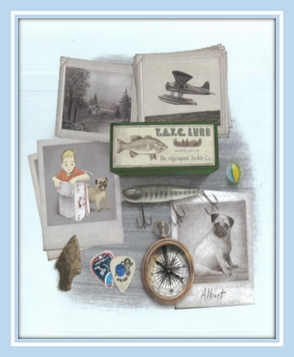 T.A.T.C. LURE
The Algonquin Tackle Co.
Albert